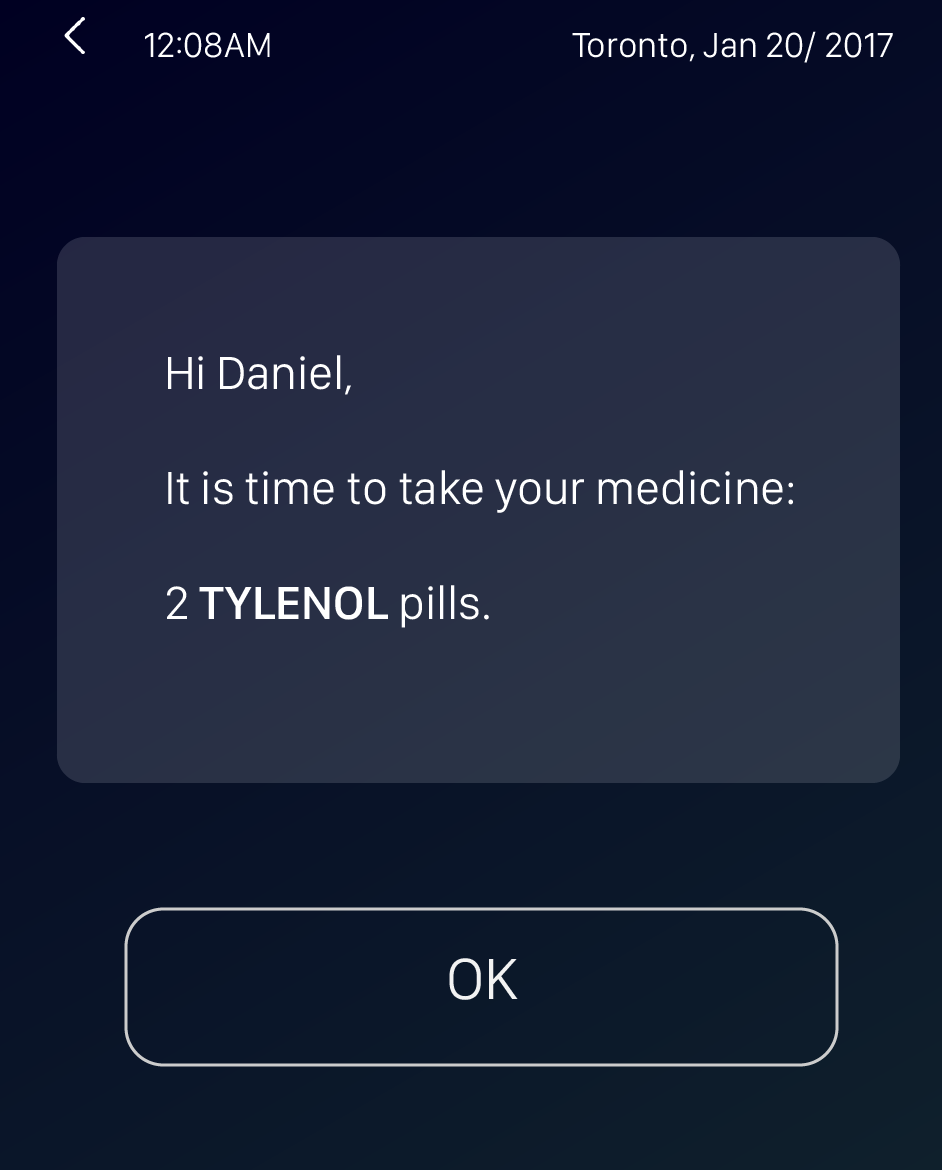 12:08AM Toronto, Jan 20/ 2017
Hi Daniel,
It is time to take your medicine:
2 TYLENOL pills.
OK